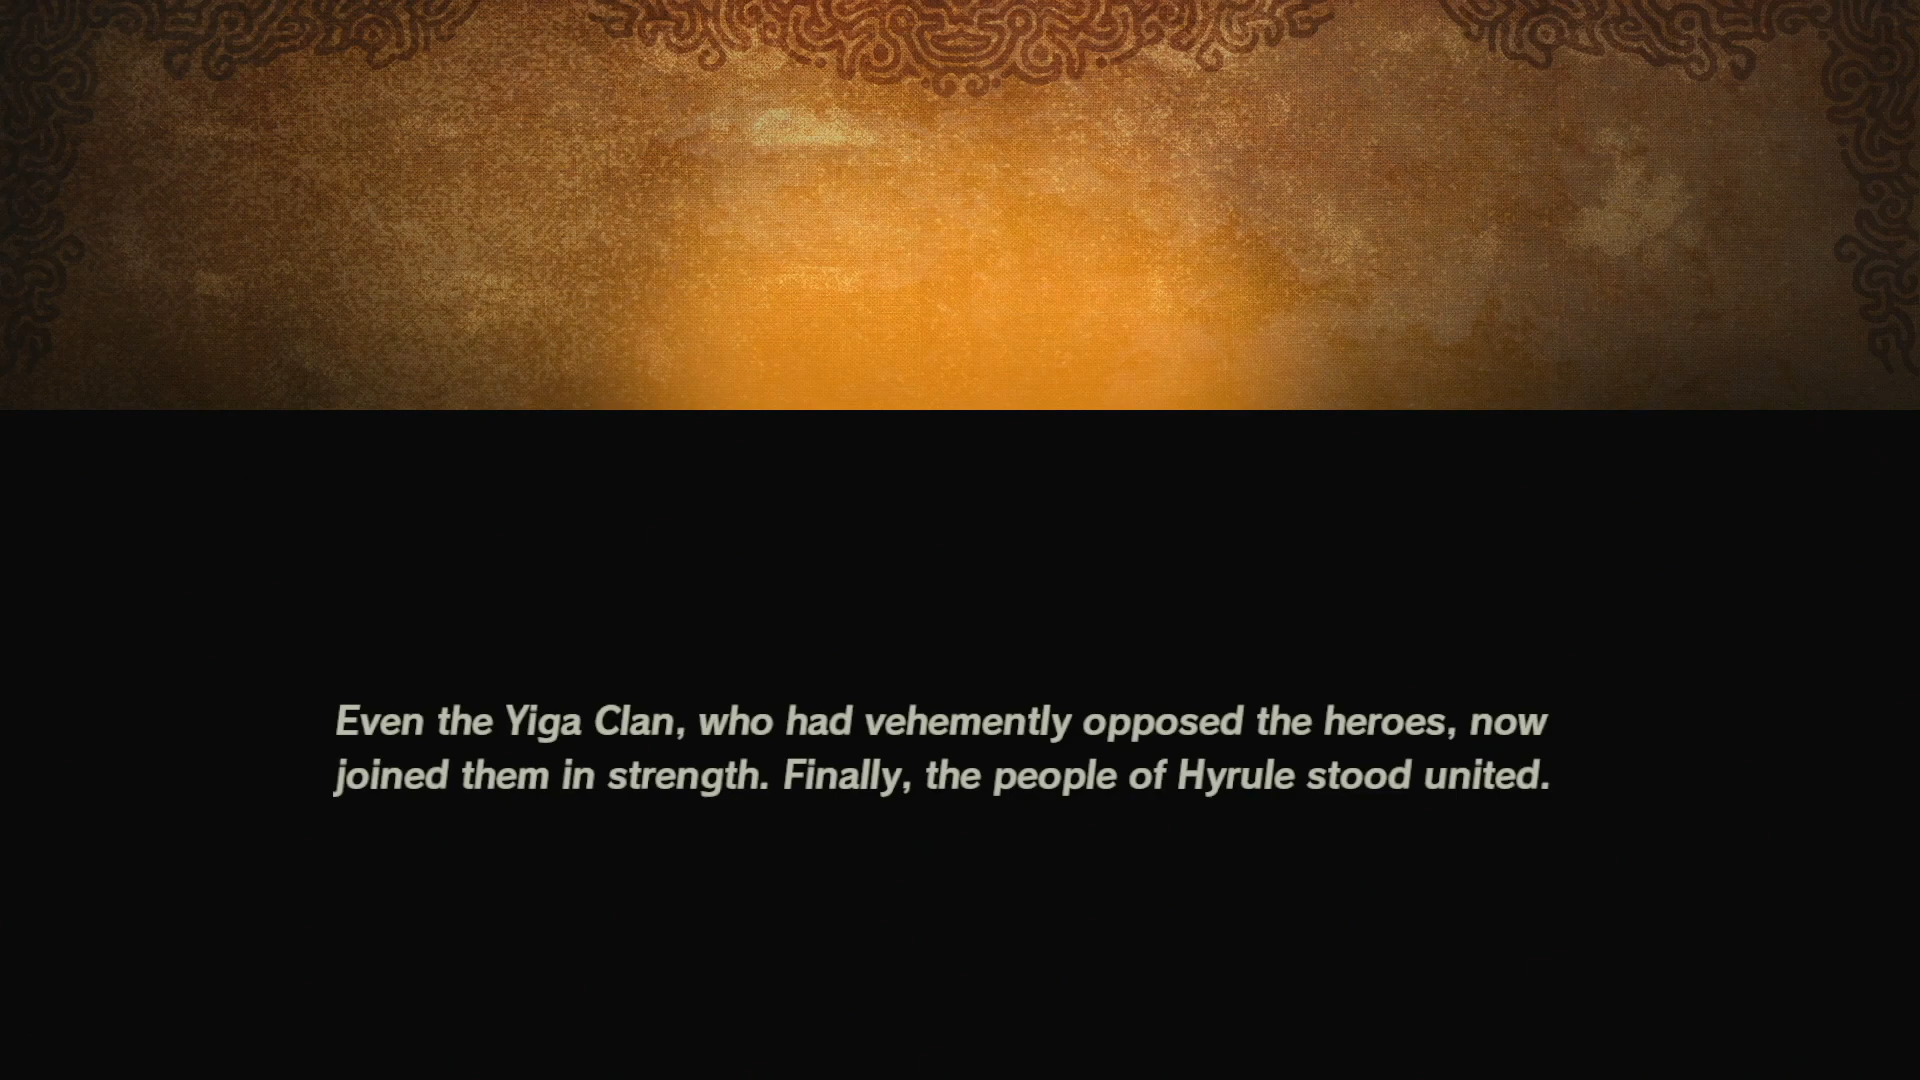 Even the Yiga Clan, who had vehemently opposed the heroes, now
joined them in strength. Finally, the people of Hyrule stood united.